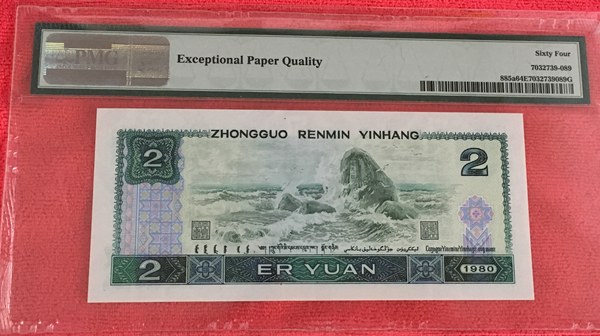 PMG
Exceptional Paper Quality
Sixty Four
7032739-089
885a64E7032739089G
ZHONGGUO RENMIN YINHANG
2
2
2
ER YUAN
1980